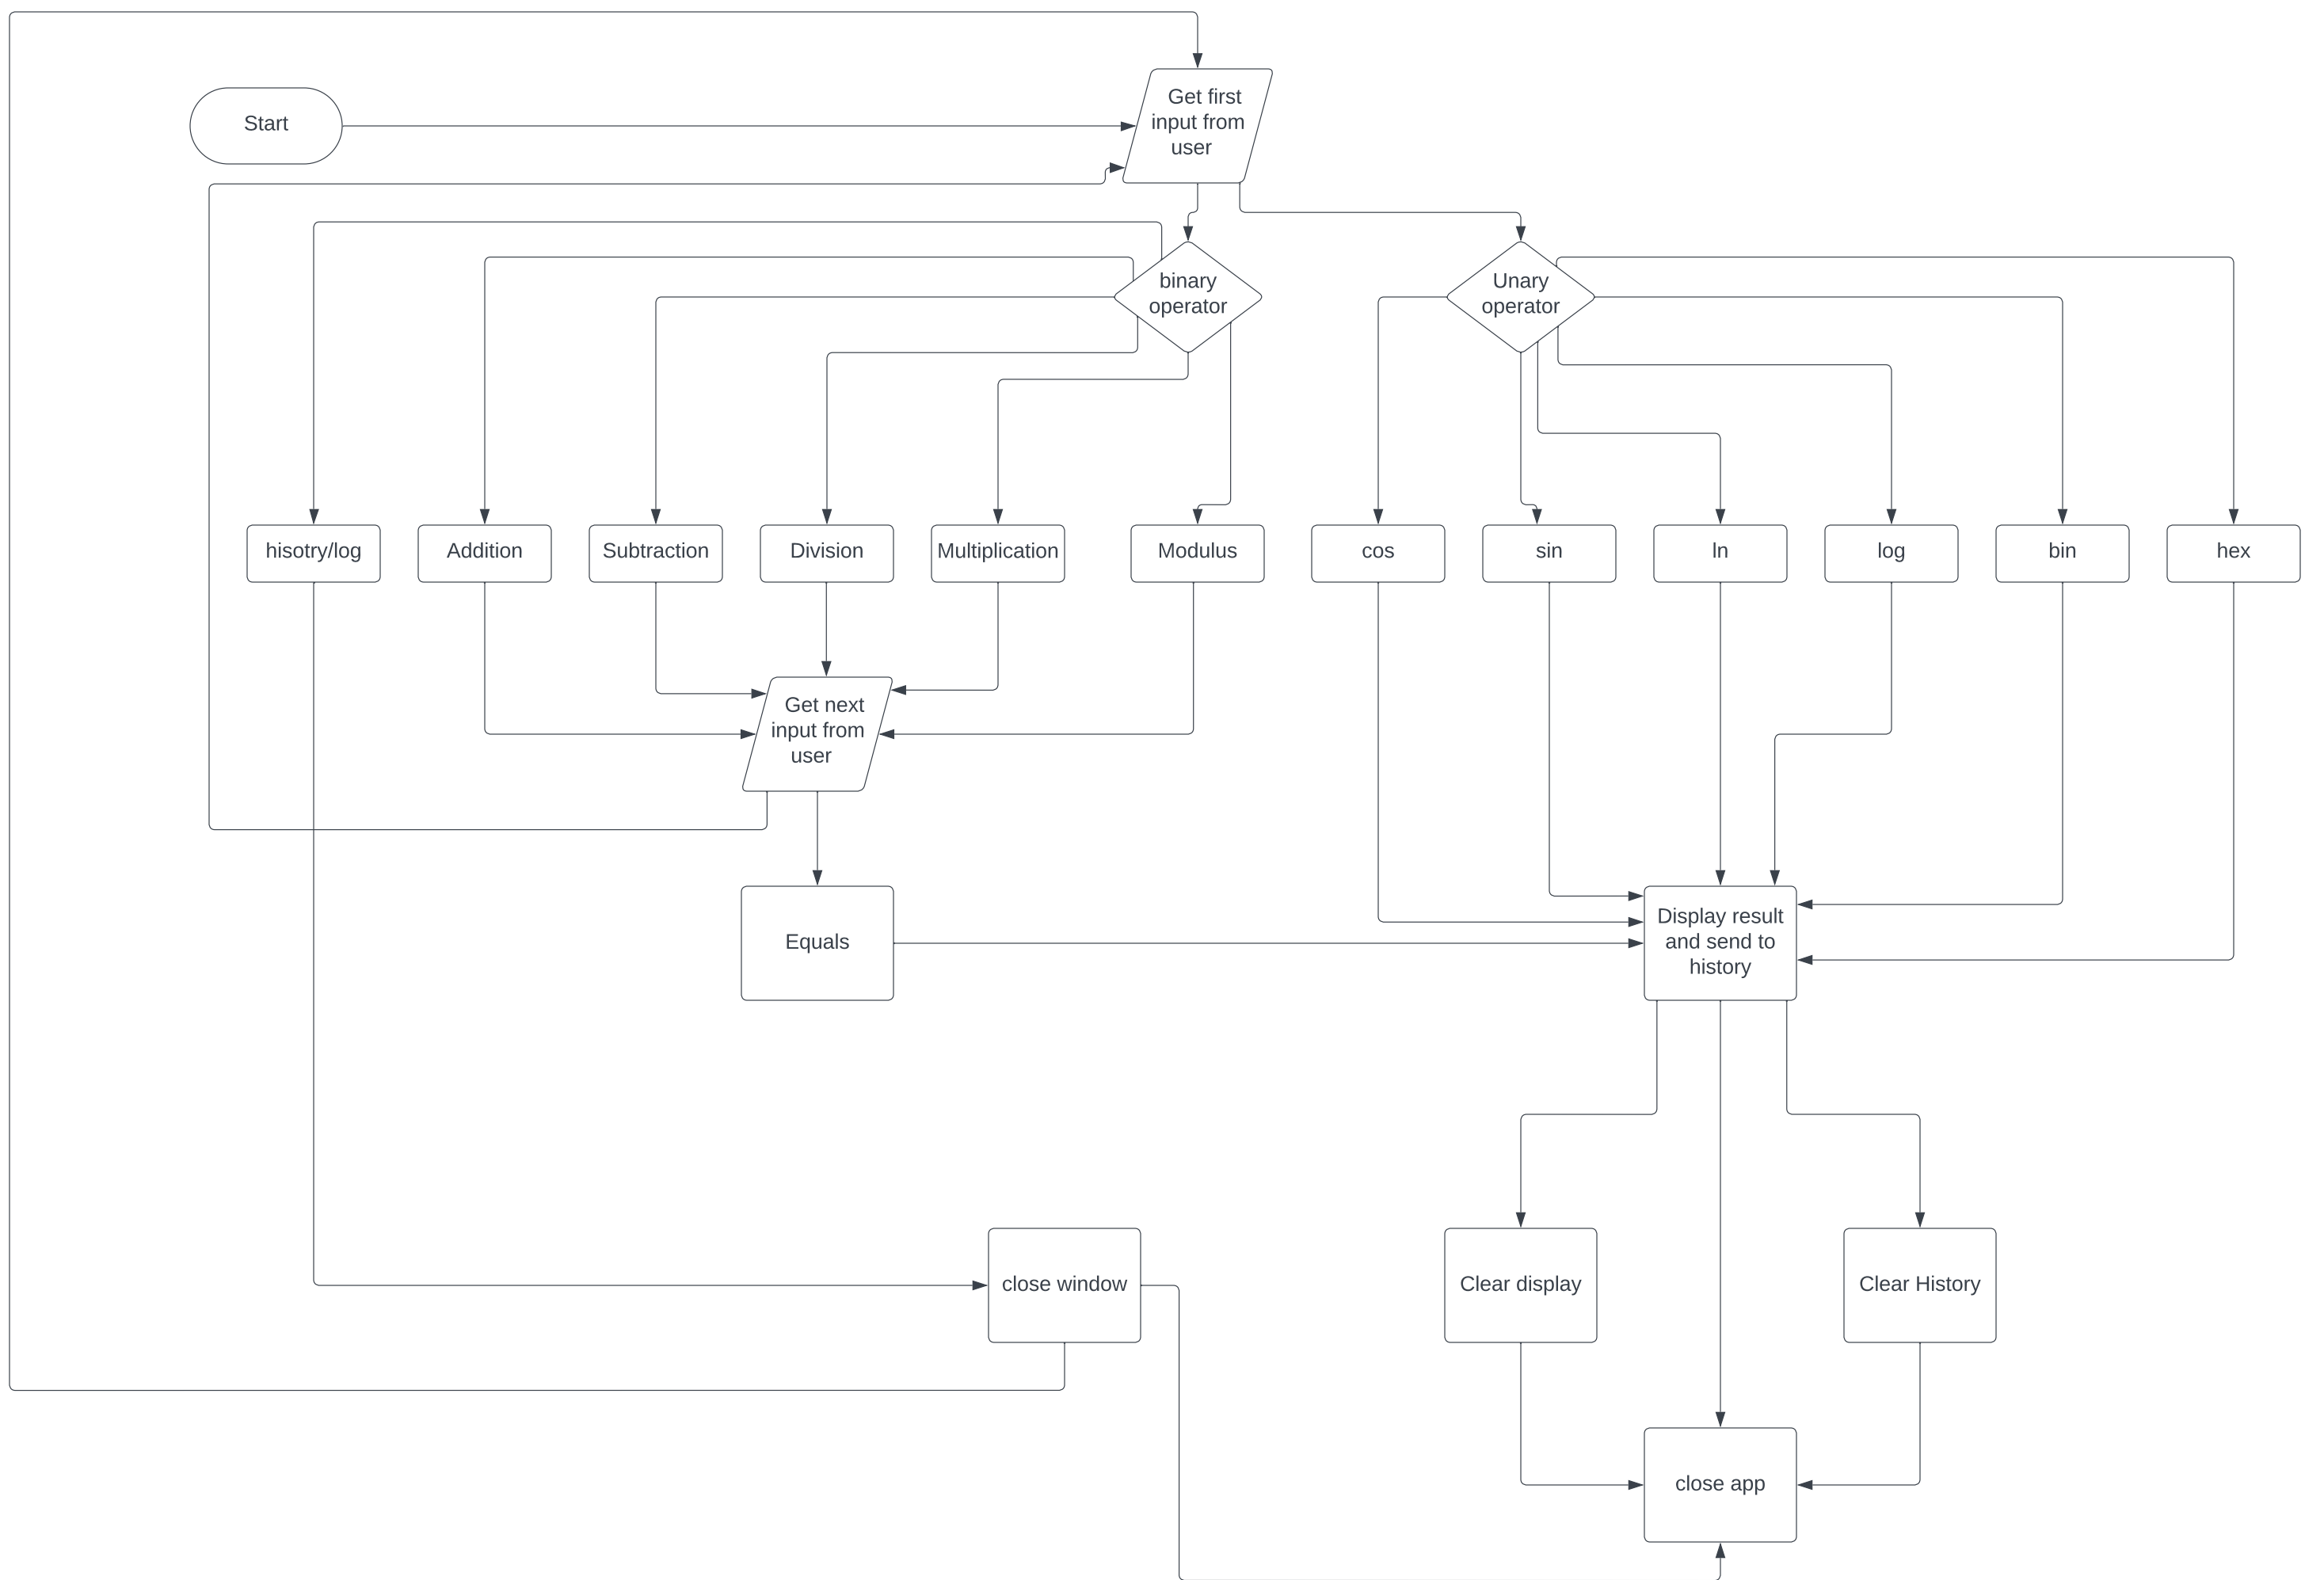 Start
Get first
input from
user
binary
operator
Unary
operator
hisotry/log
Addition
Subtraction
Division
Multiplication
Modulus
cos
sin
ln
log
bin
hex
Get next
input from
user
Equals
Display result
and send to
history
close window
Clear display
Clear History
close app